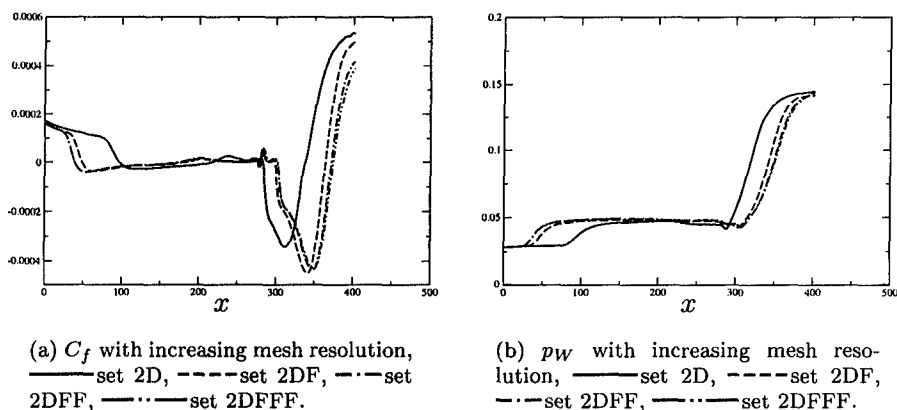 0.0006
0.0004
0.0002
0
-0.0002
-0.0004
0 100 200 300 400 500
x
0.2
0.15
0.1
0.05
0
0 100 200 300 400 500
x
(a) C_f with increasing mesh resolution,
set 2D, set 2DF, set
2DFF, set 2DFFF.
(b) p_W with increasing mesh reso-
lution, set 2D, set 2DF,
set 2DFF, set 2DFFF.